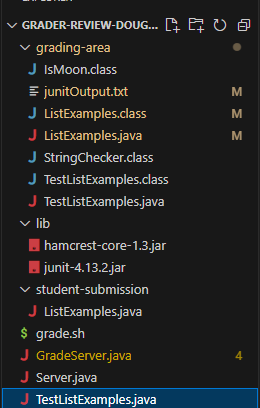 GRADER-REVIEW-DOUG...
grading-area
IsMoon.class
junitOutput.txt M
ListExamples.class M
ListExamples.java M
StringChecker.class
TestListExamples.class
TestListExamples.java
lib
hamcrest-core-1.3.jar
junit-4.13.2.jar
student-submission
ListExamples.java
$ grade.sh
GradeServer.java 4
Server.java
TestListExamples.java